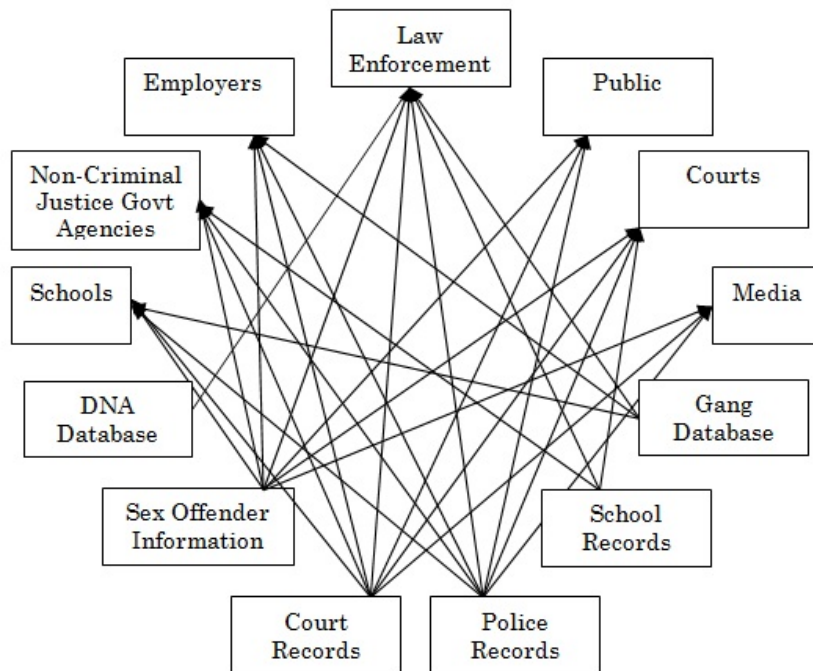 Law
Enforcement
Employers
Public
Non-Criminal
Justice Govt
Agencies
Courts
Schools
Media
DNA
Database
Gang
Database
Sex Offender
Information
School
Records
Court
Records
Police
Records